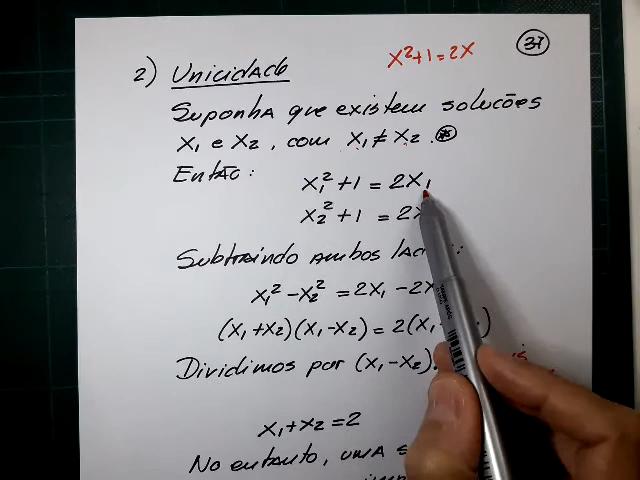 37
X²+1=2X
2) Unicidade
Suponha que existem soluções
X₁ e X₂, com X₁ ≠ X₂. *
Então:
X₁² + 1 = 2X₁
X₂² + 1 = 2X
Subtraindo ambos lados:
X₁² - X₂² = 2X₁ - 2X
(X₁+X₂)(X₁-X₂) = 2(X₁- )
Dividimos por (X₁-X₂).
X₁+X₂ = 2
No entanto, uma s